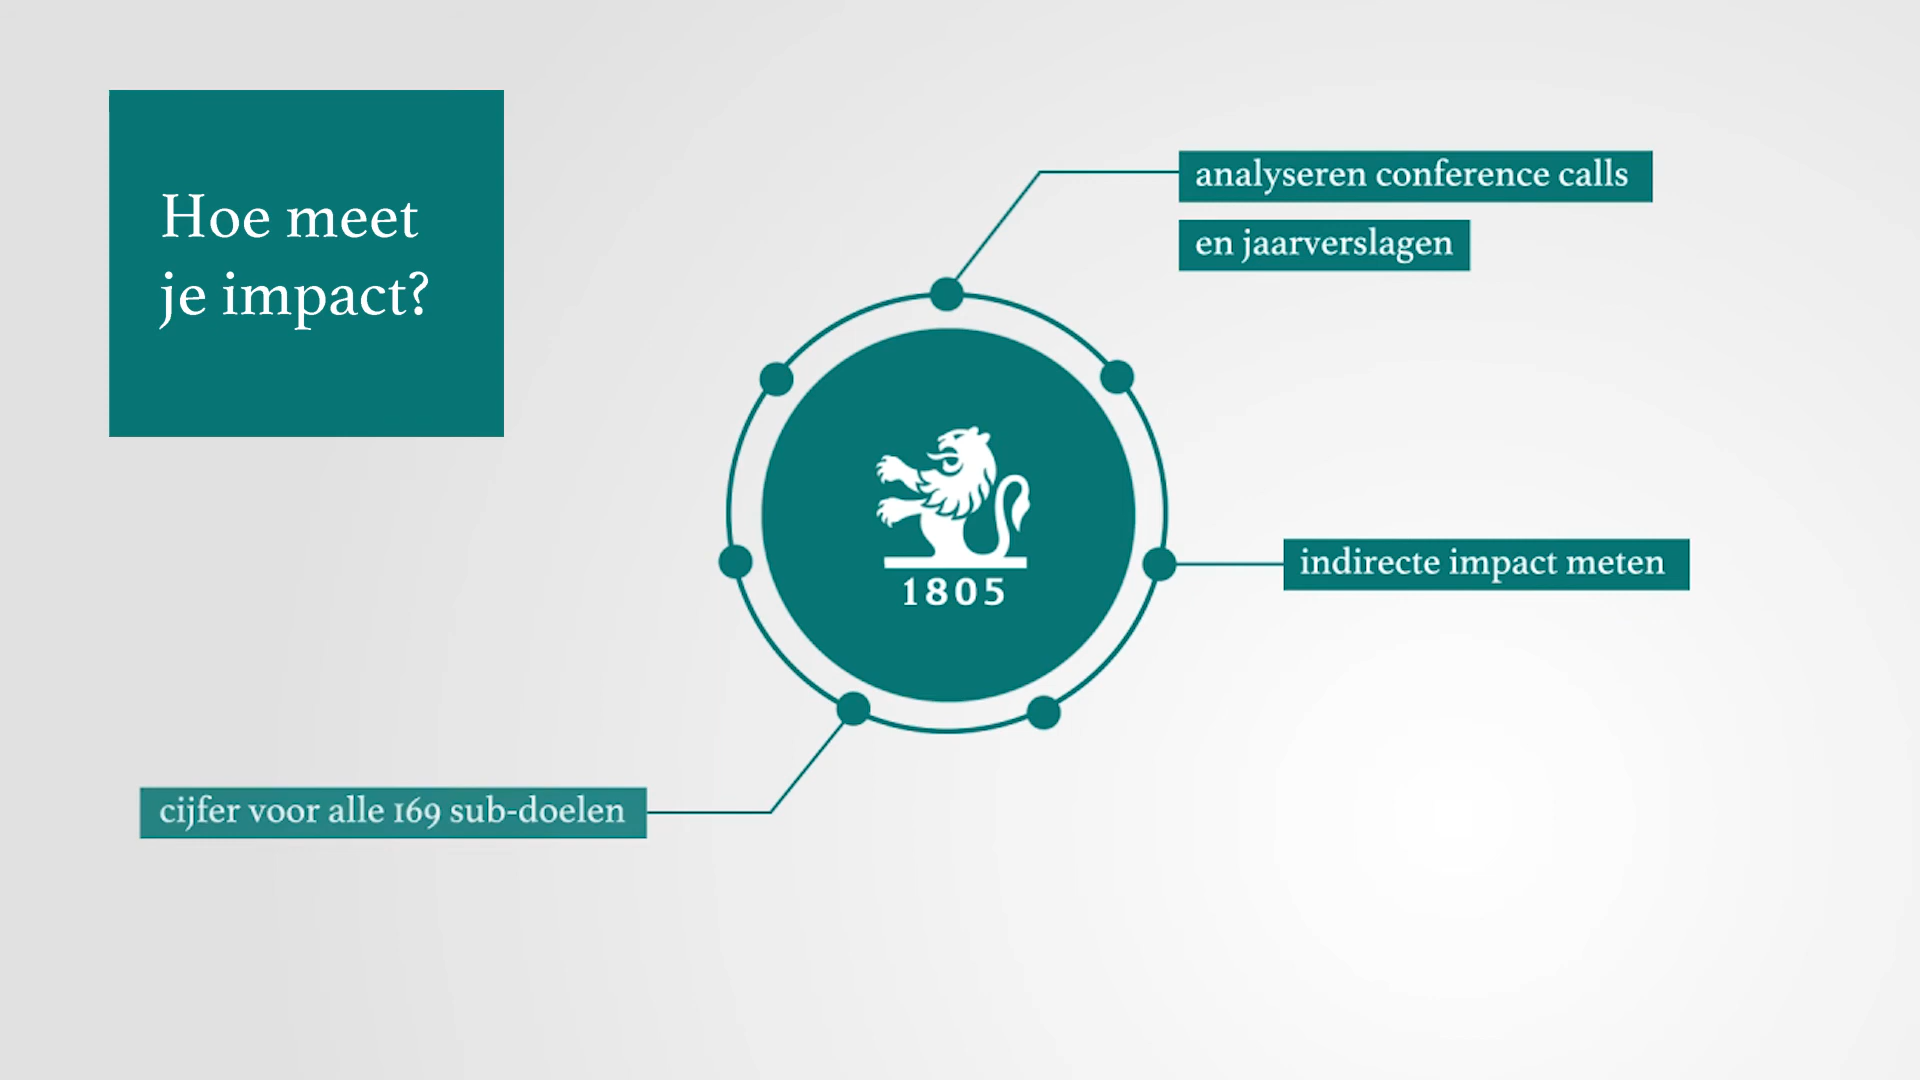 Hoe meet
je impact?
analyseren conference calls
en jaarverslagen
1805
indirecte impact meten
cijfer voor alle 169 sub-doelen